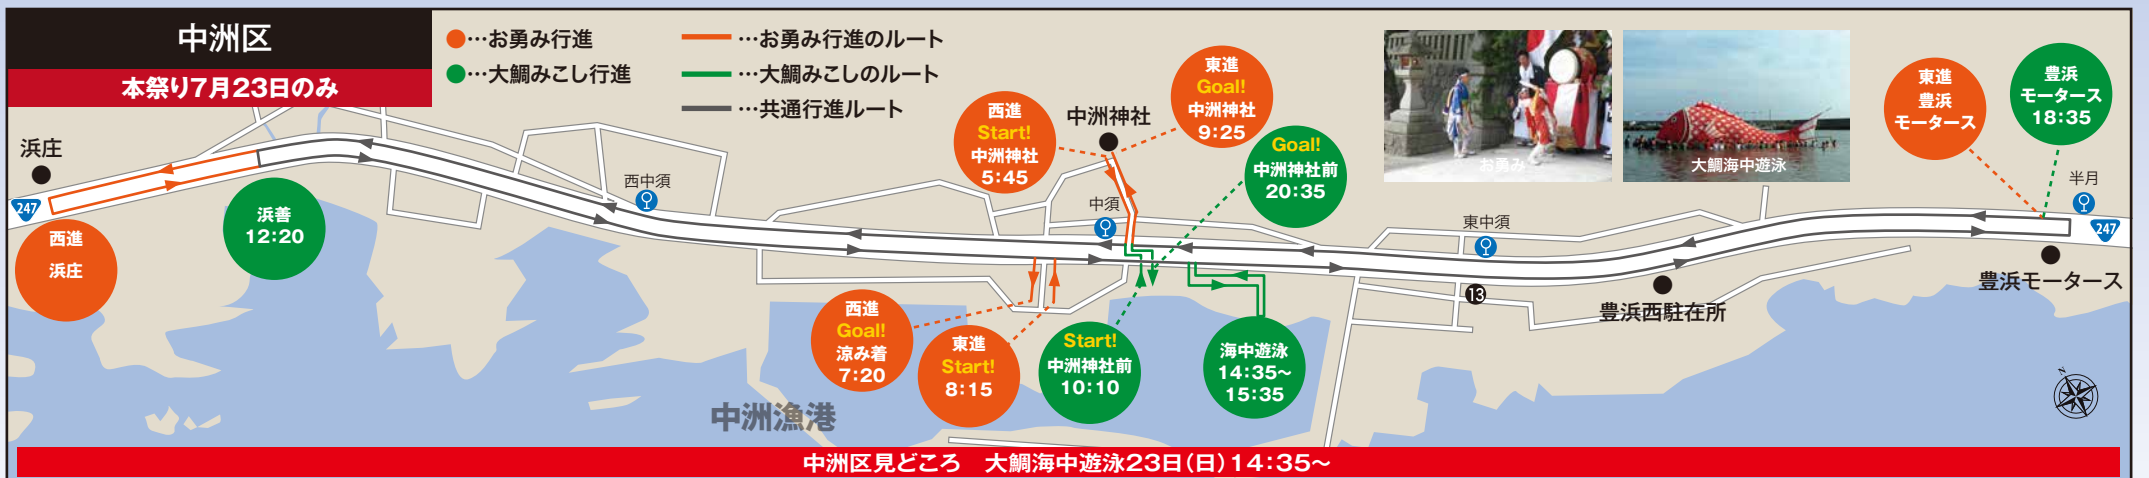 中洲区
本祭り7月23日のみ
●…お勇み行進
●…大鯛みこし行進
…お勇み行進のルート
…大鯛みこしのルート
…共通行進ルート
浜庄
247
西進
浜庄
浜善
12:20
西中須
西進
Start!
中洲神社
5:45
中洲神社
東進
Goal!
中洲神社
9:25
Goal!
中洲神社前
20:35
中須
西進
Goal!
涼み着
7:20
東進
Start!
8:15
Start!
中洲神社前
10:10
海中遊泳
14:35〜
15:35
お勇み
大鯛海中遊泳
東中須
13
豊浜西駐在所
東進
豊浜
モータース
豊浜
モータース
18:35
半月
247
豊浜モータース
N
中洲漁港
中洲区見どころ　大鯛海中遊泳23日(日)14:35〜